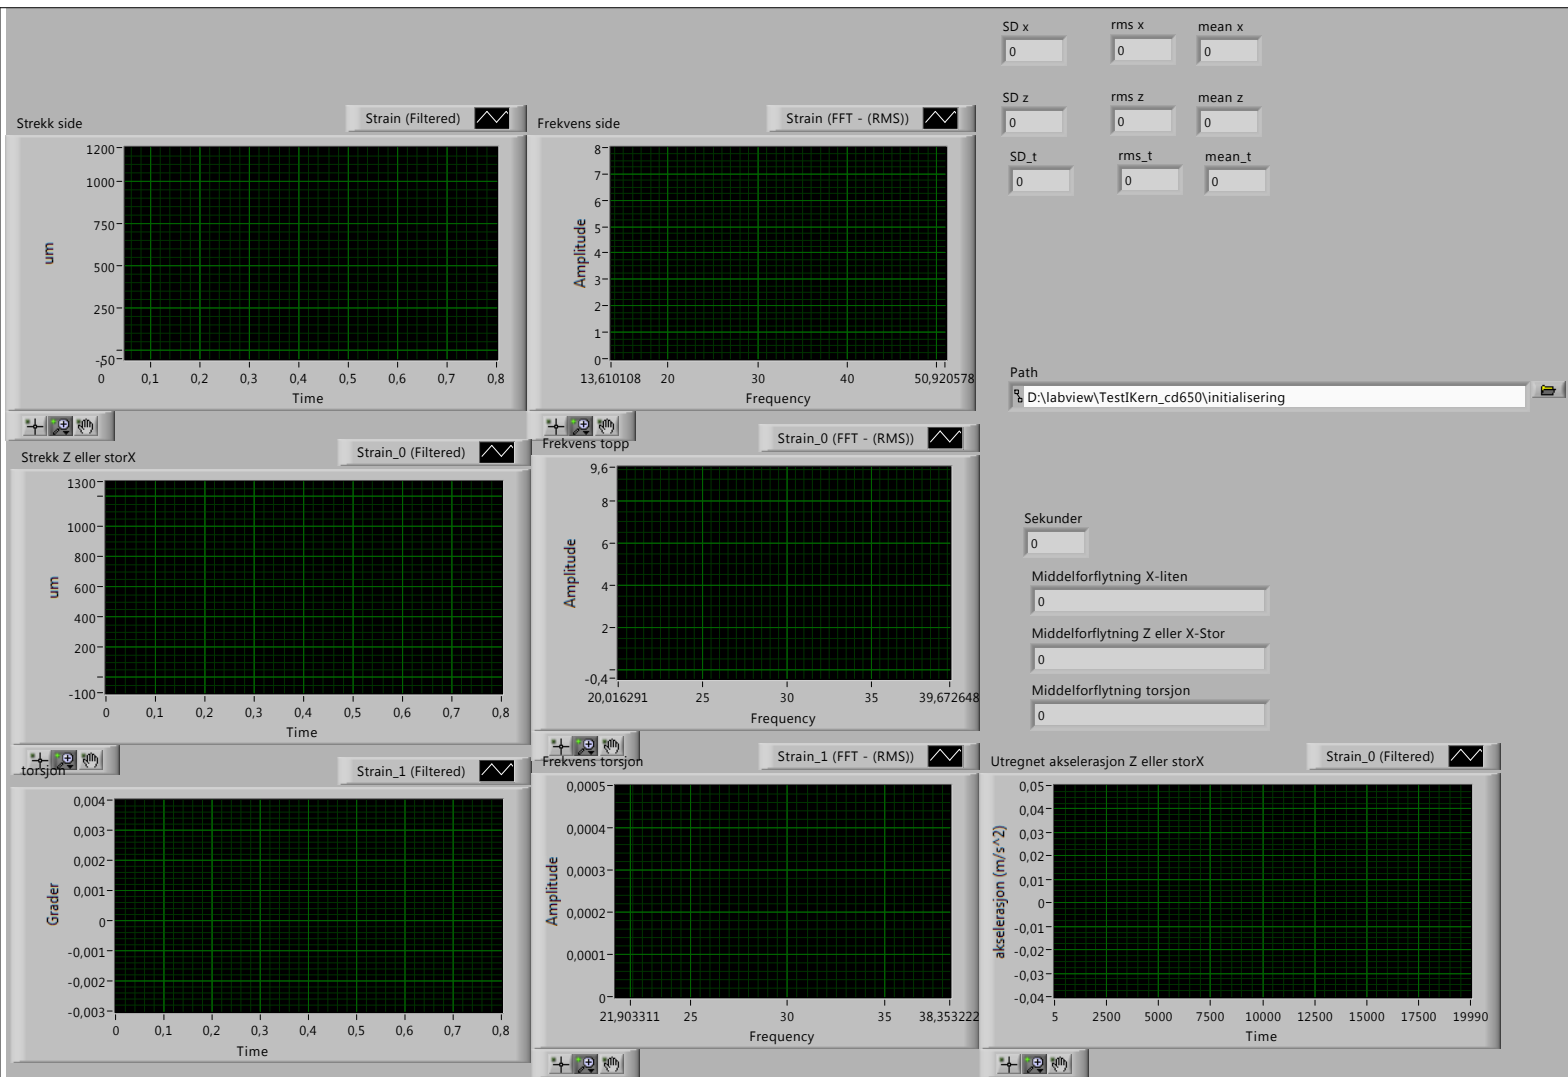 SD x
rms x
mean x
0
0
0
SD z
rms z
mean z
0
0
0
SD_t
rms_t
mean_t
0
0
0
Strekk side
Strain (Filtered)
1200
1000
750
500
250
-50
um
0
0,1
0,2
0,3
0,4
0,5
0,6
0,7
0,8
Time
Frekvens side
Strain (FFT - (RMS))
8
7
6
5
4
3
2
1
0
Amplitude
13,610108
20
30
40
50,920578
Frequency
Path
D:\labview\TestIKern_cd650\initialisering
Strekk Z eller storX
Strain_0 (Filtered)
1300
1000
800
600
400
200
-100
um
0
0,1
0,2
0,3
0,4
0,5
0,6
0,7
0,8
Time
Frekvens topp
Strain_0 (FFT - (RMS))
9,6
8
6
4
2
-0,4
Amplitude
20,016291
25
30
35
39,672648
Frequency
Sekunder
0
Middelforflytning X-liten
0
Middelforflytning Z eller X-Stor
0
Middelforflytning torsjon
0
torsjon
Strain_1 (Filtered)
0,004
0,003
0,002
0,001
0
-0,001
-0,002
-0,003
Grader
0
0,1
0,2
0,3
0,4
0,5
0,6
0,7
0,8
Time
Frekvens torsjon
Strain_1 (FFT - (RMS))
0,0005
0,0004
0,0003
0,0002
0,0001
0
Amplitude
21,903311
25
30
35
38,353222
Frequency
Utregnet akselerasjon Z eller storX
Strain_0 (Filtered)
0,05
0,04
0,03
0,02
0,01
0
-0,01
-0,02
-0,03
-0,04
akselerasjon (m/s^2)
5
2500
5000
7500
10000
12500
15000
17500
19990
Time